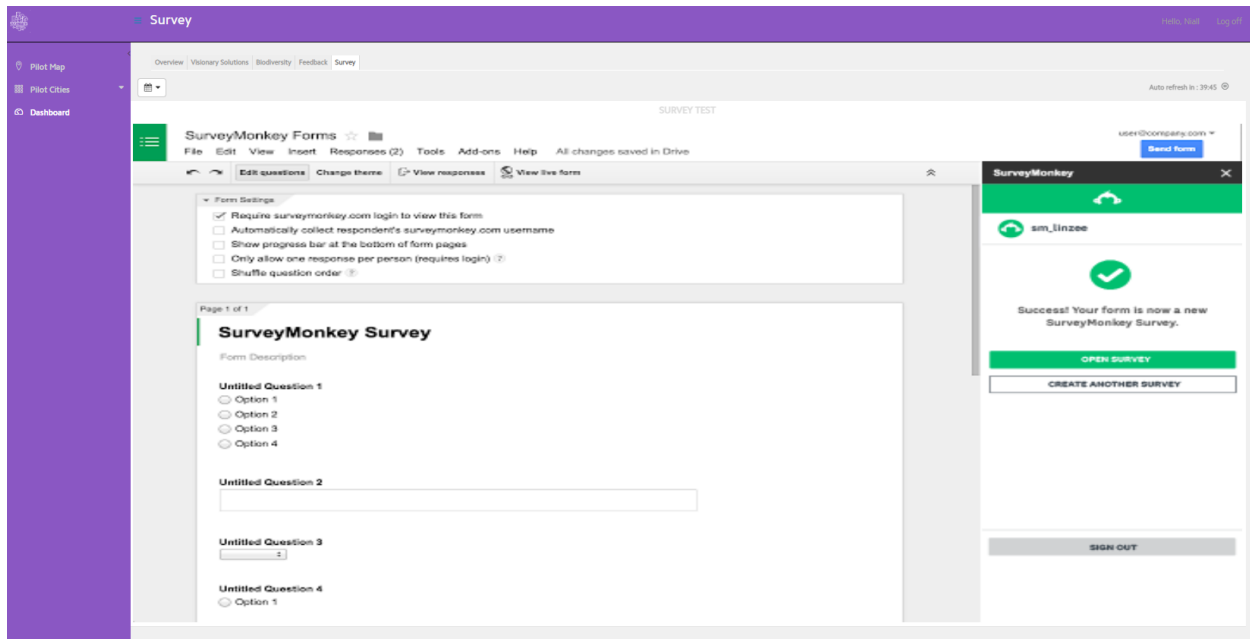 Survey
Hello, Niall Log off
Pilot Map
Pilot Cities
Dashboard
Overview Visionary Solutions Biodiversity Feedback Survey
Auto refresh in : 39:45
SURVEY TEST
SurveyMonkey Forms
user@company.com
File Edit View Insert Responses (2) Tools Add-ons Help All changes saved in Drive
Send form
Edit questions Change theme View responses View live form
SurveyMonkey
Form Settings
Require surveymonkey.com login to view this form
Automatically collect respondent's surveymonkey.com username
Show progress bar at the bottom of form pages
Only allow one response per person (requires login) ?
Shuffle question order ?
sm_linzee
Success! Your form is now a new
SurveyMonkey Survey.
OPEN SURVEY
CREATE ANOTHER SURVEY
SIGN OUT
Page 1 of 1
SurveyMonkey Survey
Form Description
Untitled Question 1
Option 1
Option 2
Option 3
Option 4
Untitled Question 2
Untitled Question 3
Untitled Question 4
Option 1